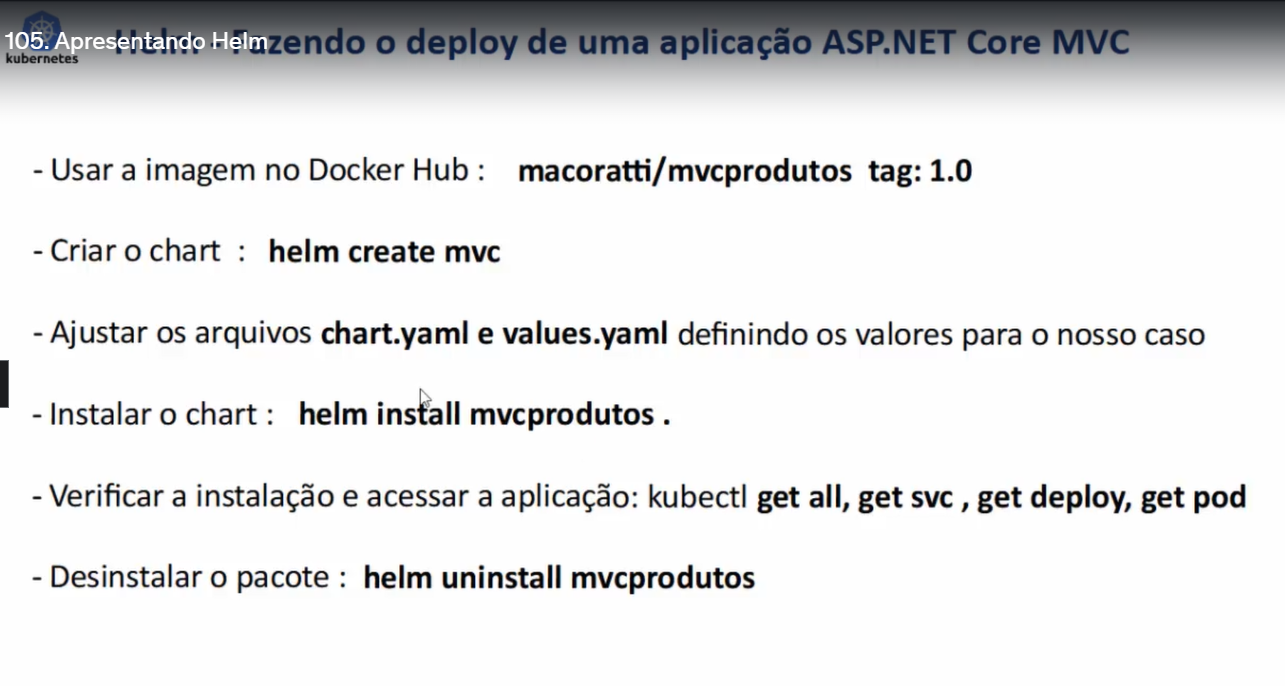 105. Apresentando Helm
Helm - Fazendo o deploy de uma aplicação ASP.NET Core MVC
kubernetes
- Usar a imagem no Docker Hub : macoratti/mvcprodutos tag: 1.0
- Criar o chart : helm create mvc
- Ajustar os arquivos chart.yaml e values.yaml definindo os valores para o nosso caso
- Instalar o chart : helm install mvcprodutos .
- Verificar a instalação e acessar a aplicação: kubectl get all, get svc , get deploy, get pod
- Desinstalar o pacote : helm uninstall mvcprodutos